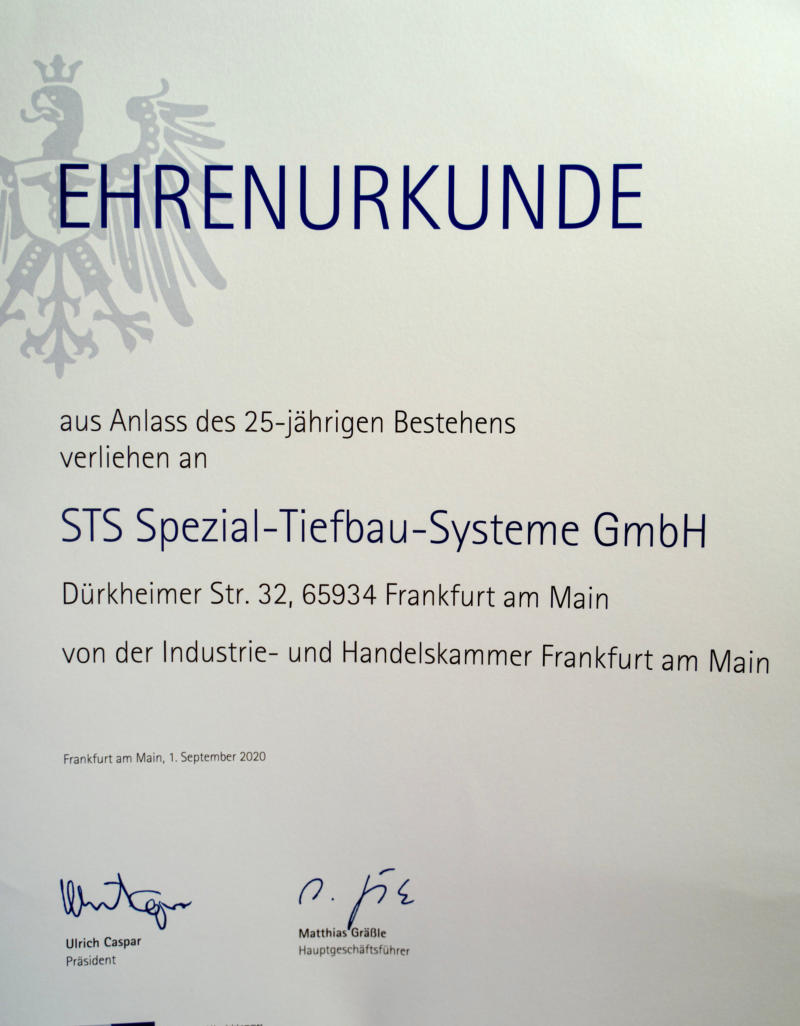 EHRENURKUNDE
aus Anlass des 25-jährigen Bestehens
verliehen an
STS Spezial-Tiefbau-Systeme GmbH
Dürkheimer Str. 32, 65934 Frankfurt am Main
von der Industrie- und Handelskammer Frankfurt am Main
Frankfurt am Main, 1. September 2020
Ulrich Caspar
Präsident
Matthias Gräßle
Hauptgeschäftsführer